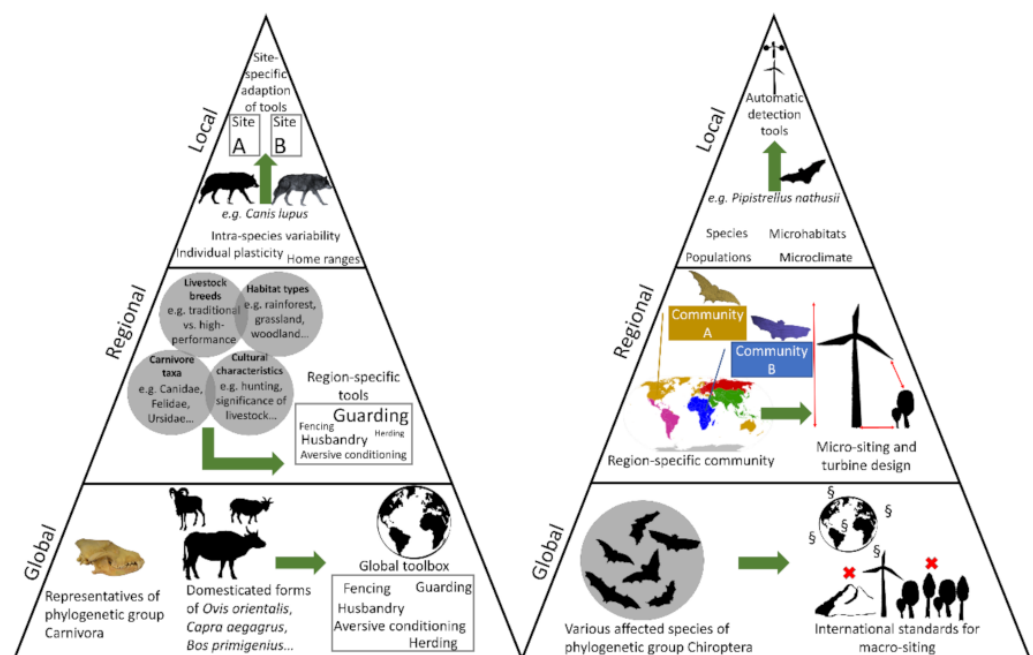 Local
Site-
specific
adaption
of tools
Site
A
Site
B
e.g. Canis lupus
Intra-species variability
Individual plasticity
Home ranges
Regional
Livestock
breeds
e.g. traditional
vs. high-
performance
Habitat types
e.g. rainforest,
grassland,
woodland...
Carnivore
taxa
e.g. Canidae,
Felidae,
Ursidae...
Cultural
characteristics
e.g. hunting,
significance of
livestock...
Region-specific
tools
Guarding
Fencing
Herding
Husbandry
Aversive conditioning
Global
Representatives of
phylogenetic group
Carnivora
Domesticated forms
of Ovis orientalis,
Capra aegagrus,
Bos primigenius...
Global toolbox
Fencing
Guarding
Husbandry
Aversive conditioning
Herding
Local
Automatic
detection
tools
e.g. Pipistrellus nathusii
Species
Microhabitats
Populations
Microclimate
Regional
Community
A
Community
B
Region-specific community
Micro-siting and
turbine design
Global
Various affected species of
phylogenetic group Chiroptera
§
§
§
§
§
International standards for
macro-siting